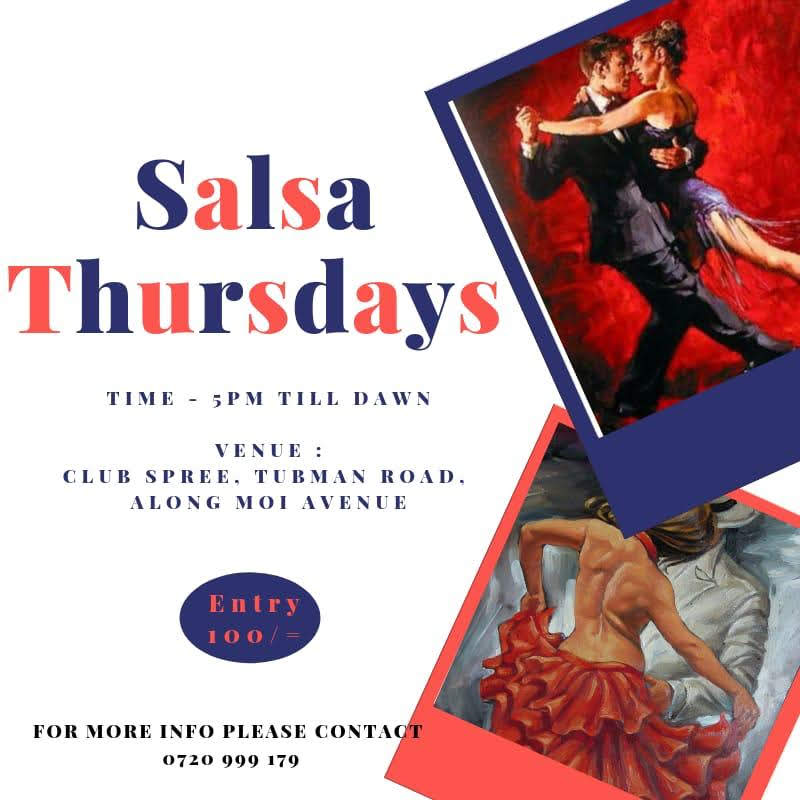 Salsa
Thursdays
TIME - 5PM TILL DAWN
VENUE :
CLUB SPREE, TUBMAN ROAD,
ALONG MOI AVENUE
Entry
100/=
FOR MORE INFO PLEASE CONTACT
0720 999 179